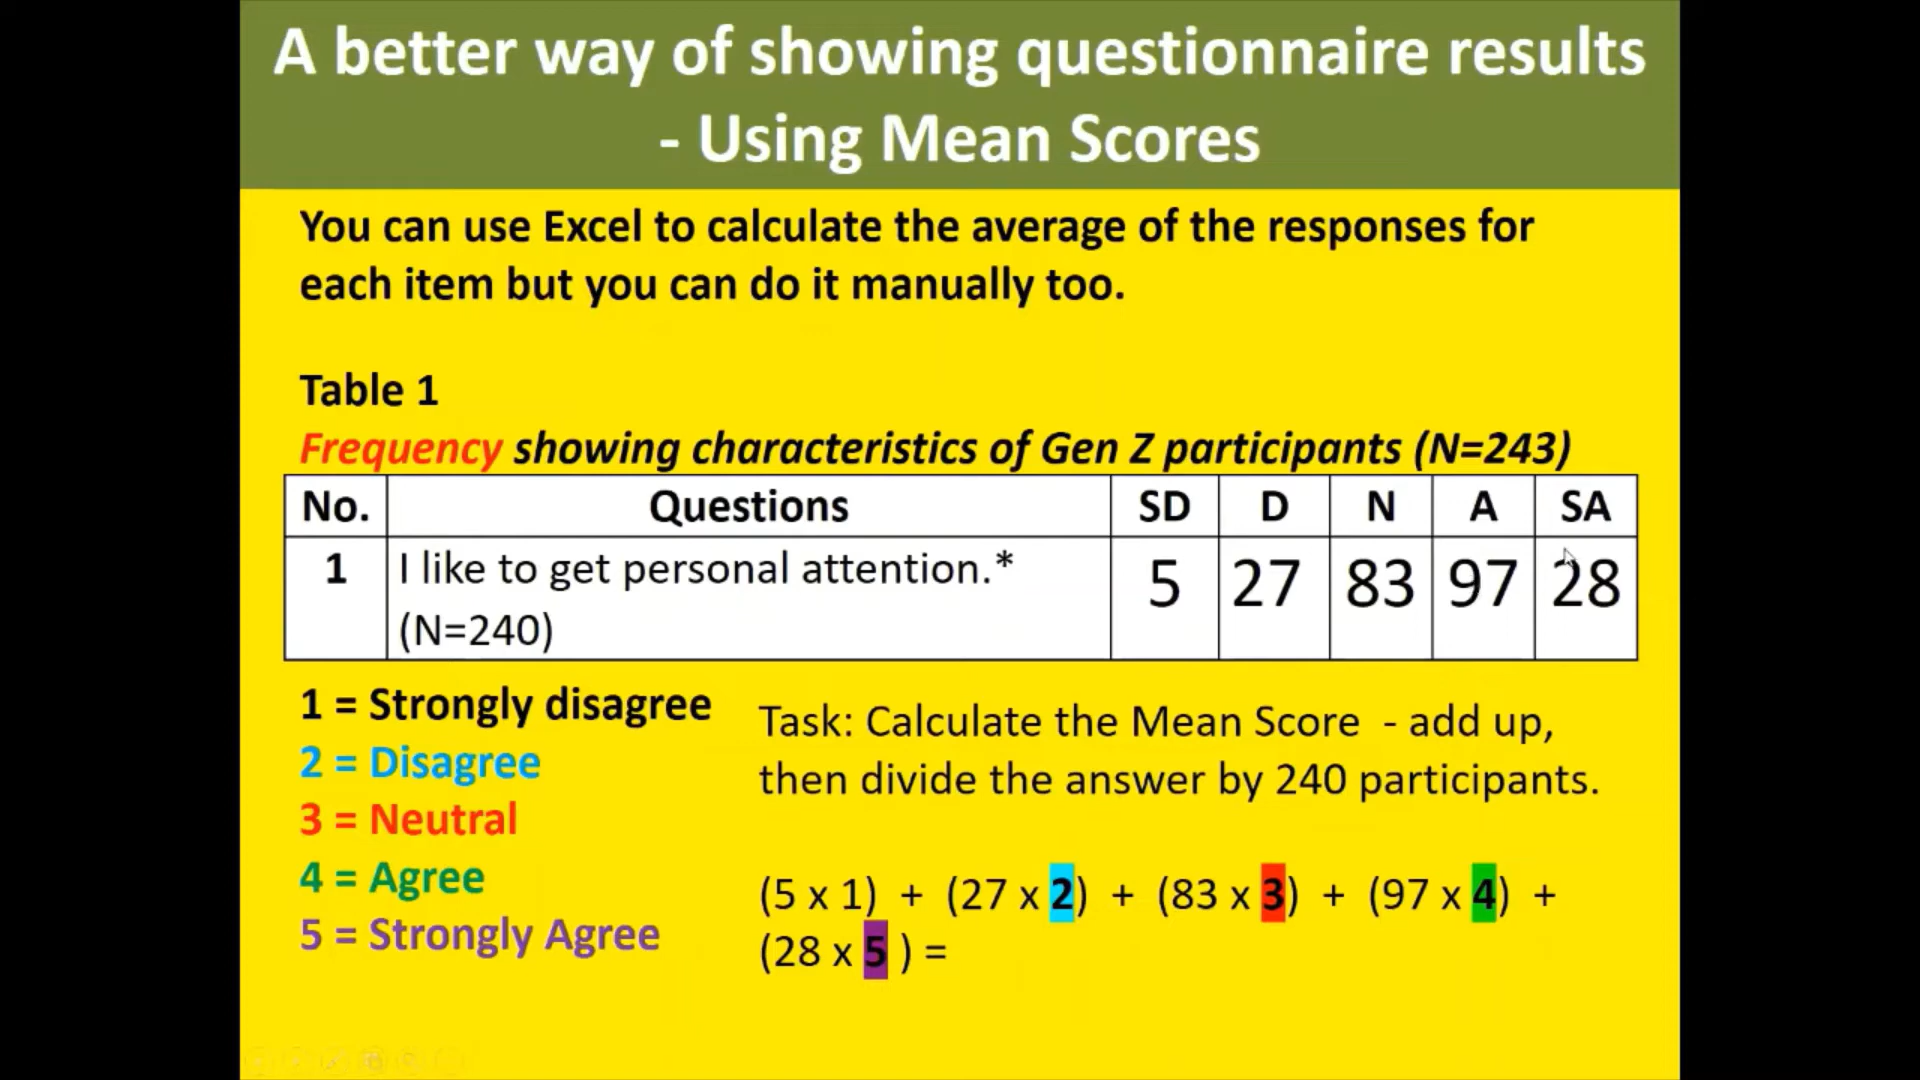 A better way of showing questionnaire results
- Using Mean Scores
You can use Excel to calculate the average of the responses for
each item but you can do it manually too.
Table 1
Frequency showing characteristics of Gen Z participants (N=243)
No. Questions SD D N A SA
1 I like to get personal attention.* 5 27 83 97 28
(N=240)
1 = Strongly disagree
2 = Disagree
3 = Neutral
4 = Agree
5 = Strongly Agree
Task: Calculate the Mean Score - add up,
then divide the answer by 240 participants.
(5 x 1) + (27 x 2) + (83 x 3) + (97 x 4) +
(28 x 5 ) =